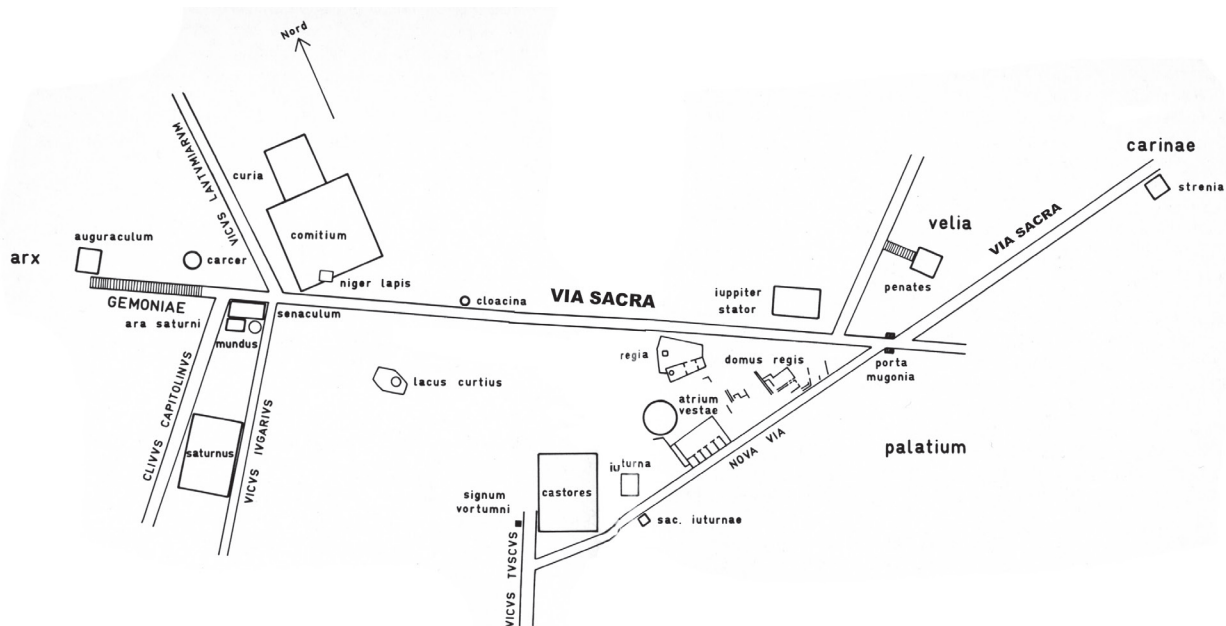 Nord
carinae
VICVS LAVTVMIARVM
curia
strenia
VIA SACRA
comitium
velia
auguraculum
arx
carcer
niger lapis
penates
GEMONIAE
cloacina
VIA SACRA
iuppiter
stator
ara saturni
senaculum
mundus
regia
domus regis
porta
mugonia
lacus curtius
atrium
vestae
CLIVVS CAPITOLINVS
saturnus
VICVS IVGARIVS
NOVA VIA
palatium
iuturna
signum
vortumni
castores
sac. iuturnae
VICVS TVSCVS